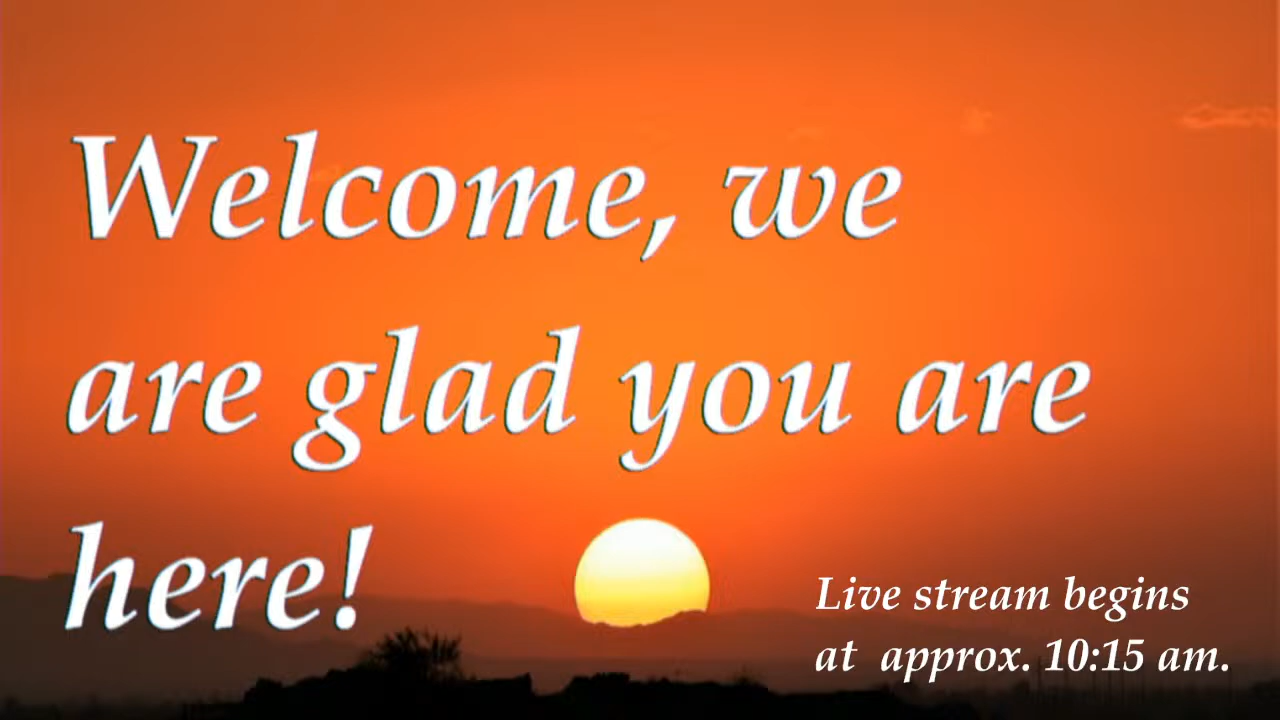 Welcome, we
are glad you are
here!
Live stream begins
at approx. 10:15 am.